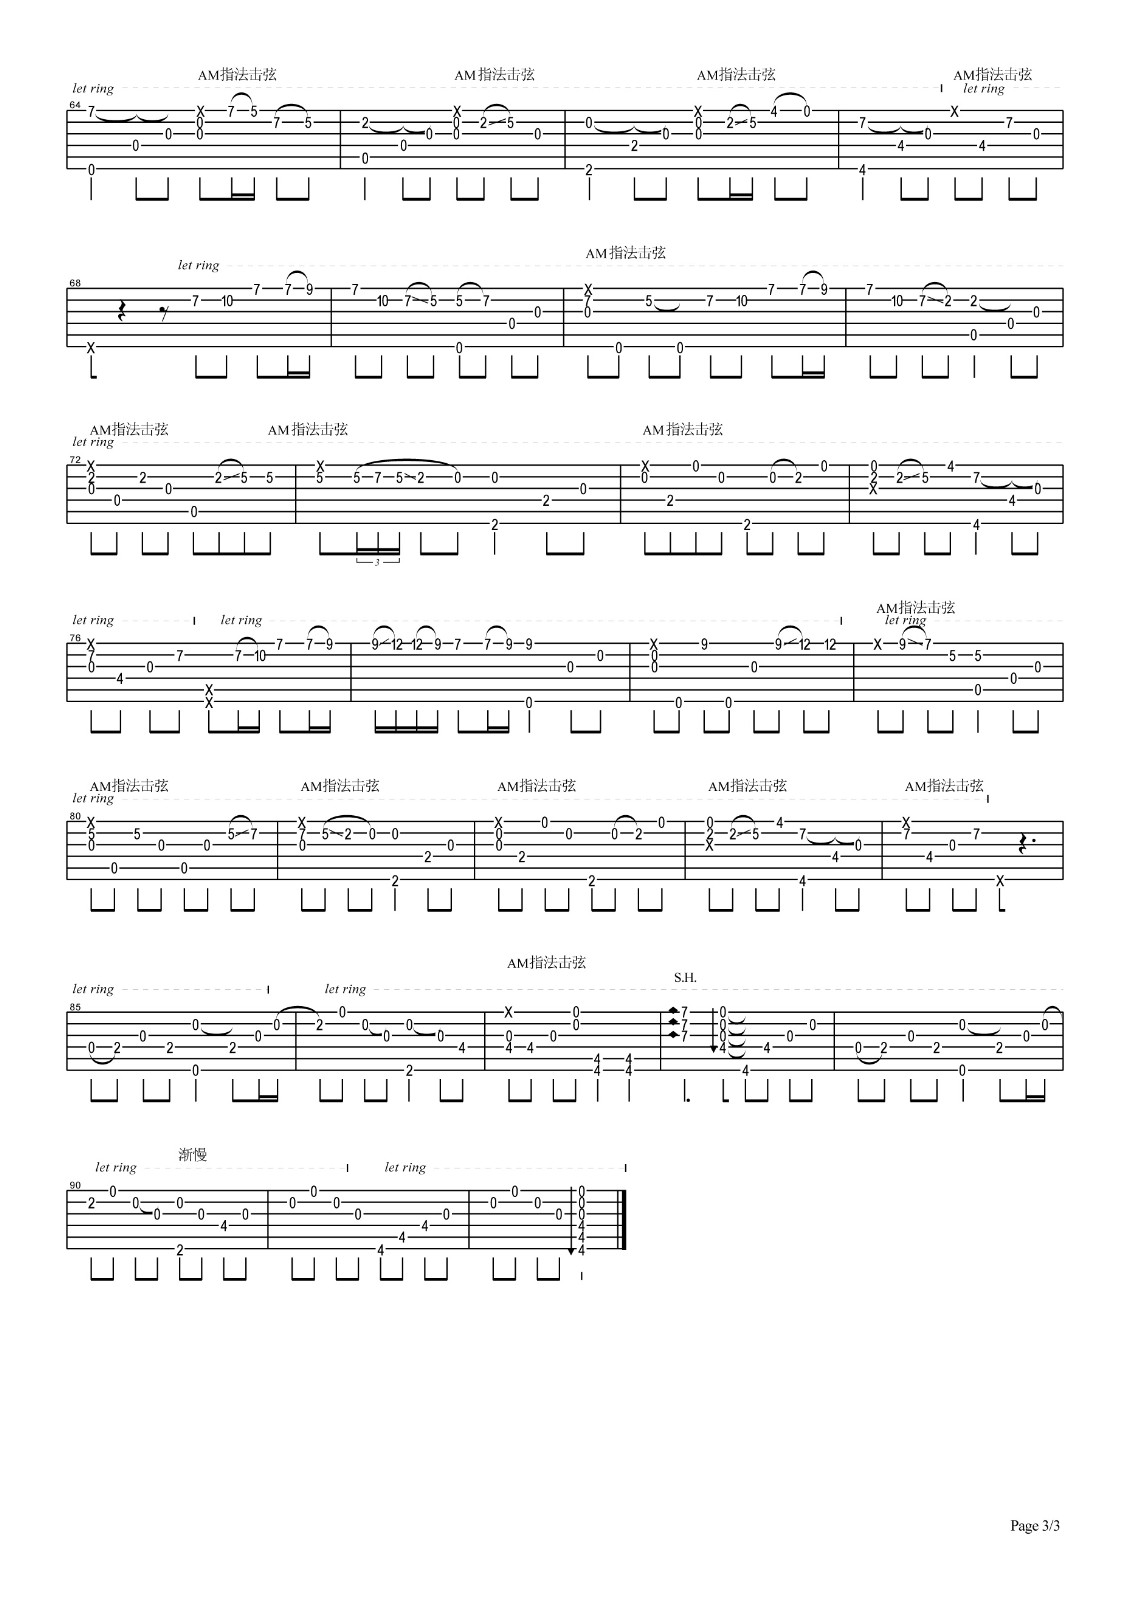 AM指法击弦 AM指法击弦 AM指法击弦 AM指法击弦
let ring let ring
64
let ring AM指法击弦
68
AM指法击弦 AM指法击弦 AM指法击弦
let ring
72
3
AM指法击弦
let ring let ring let ring
76
AM指法击弦 AM指法击弦 AM指法击弦 AM指法击弦 AM指法击弦
let ring
80
AM指法击弦
S.H.
let ring let ring
85
渐慢
let ring let ring
90
Page 3/3